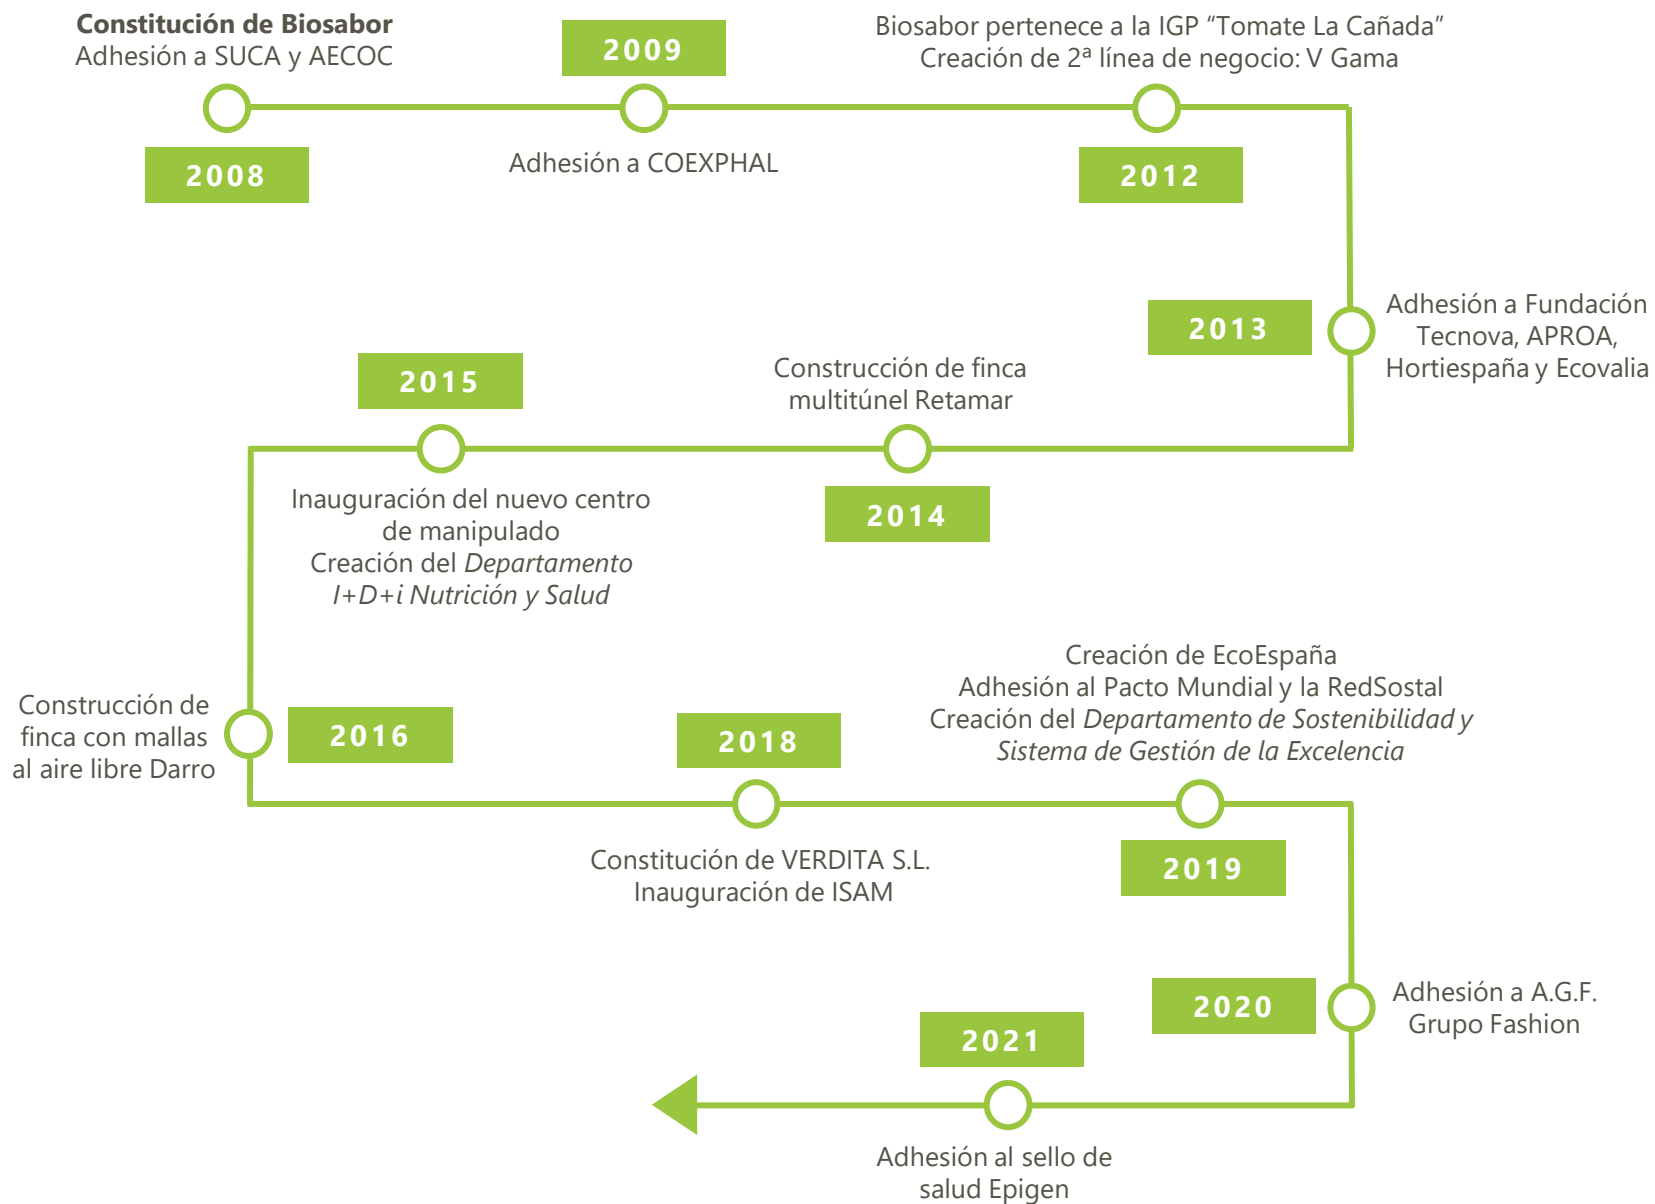 Constitución de Biosabor
Adhesión a SUCA y AECOC
2008
2009
Adhesión a COEXPHAL
Biosabor pertenece a la IGP “Tomate La Cañada”
Creación de 2ª línea de negocio: V Gama
2012
2013
Adhesión a Fundación
Tecnova, APROA,
Hortiespaña y Ecovalia
Construcción de finca
multitúnel Retamar
2014
2015
Inauguración del nuevo centro
de manipulado
Creación del Departamento
I+D+i Nutrición y Salud
Construcción de
finca con mallas
al aire libre Darro
2016
2018
Constitución de VERDITA S.L.
Inauguración de ISAM
Creación de EcoEspaña
Adhesión al Pacto Mundial y la RedSostal
Creación del Departamento de Sostenibilidad y
Sistema de Gestión de la Excelencia
2019
2020
Adhesión a A.G.F.
Grupo Fashion
2021
Adhesión al sello de
salud Epigen